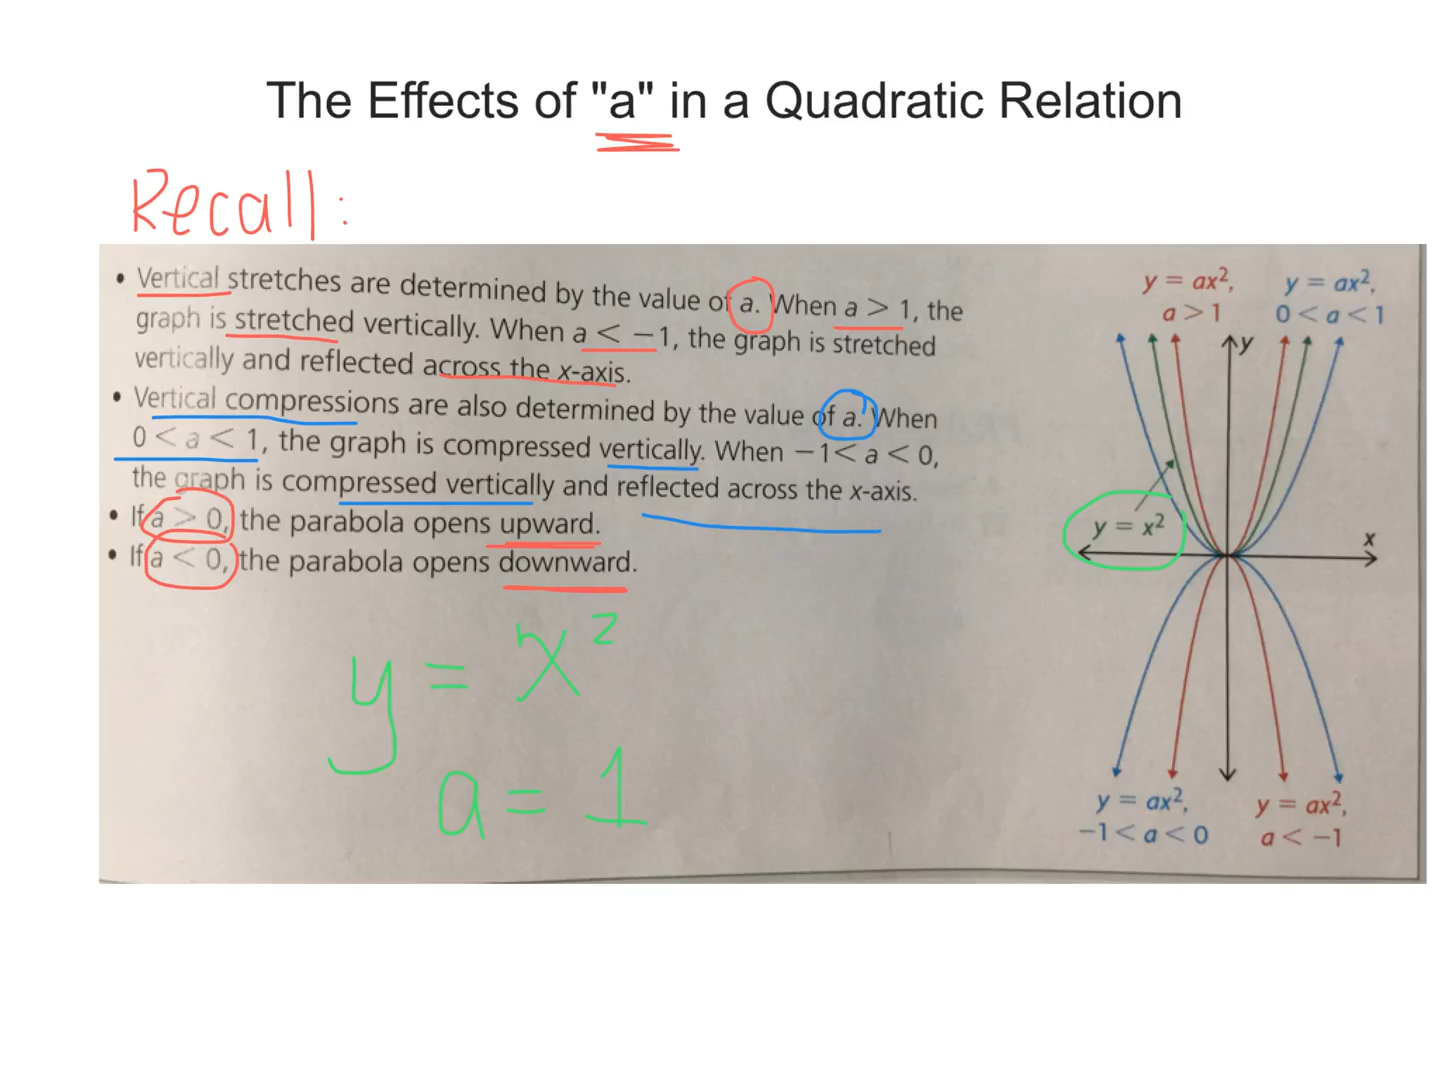 The Effects of "a" in a Quadratic Relation
Recall:
• Vertical stretches are determined by the value of a. When a > 1, the
graph is stretched vertically. When a < −1, the graph is stretched
vertically and reflected across the x-axis.
• Vertical compressions are also determined by the value of a. When
0 < a < 1, the graph is compressed vertically. When −1 < a < 0,
the graph is compressed vertically and reflected across the x-axis.
• If a > 0, the parabola opens upward.
• If a < 0, the parabola opens downward.
y = x²
a = 1
y = ax²,
a > 1
y = ax²,
0 < a < 1
y
y = x²
x
y = ax²,
−1 < a < 0
y = ax²,
a < −1